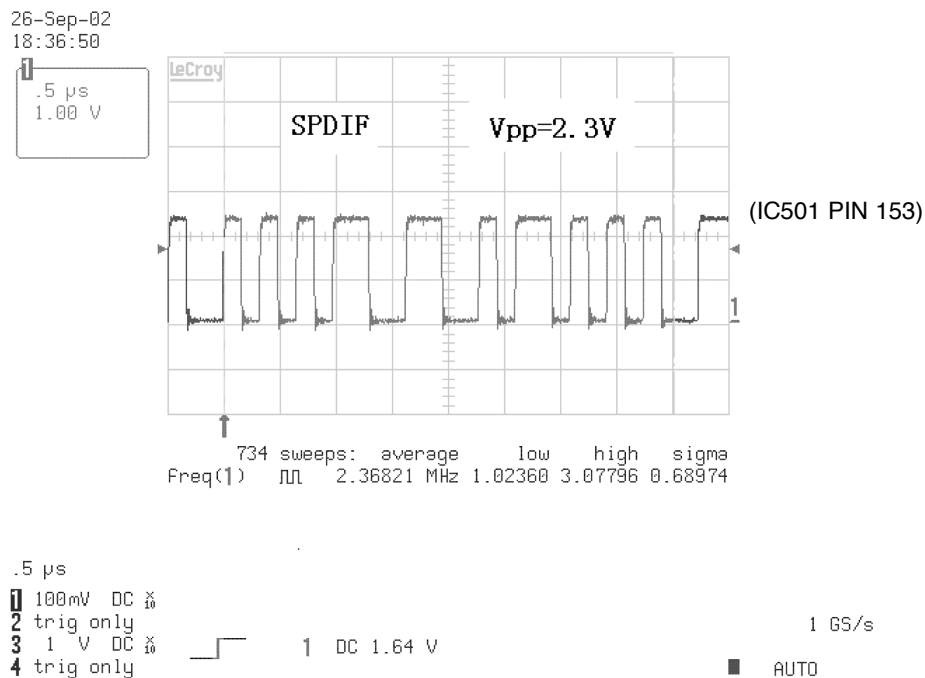 26-Sep-02
18:36:50
1
.5 µs
1.00 V
LeCroy
SPDIF
Vpp=2.3V
(IC501 PIN 153)
1
734 sweeps: average low high sigma
Freq(1) 2.36821 MHz 1.02360 3.07796 0.68974
.5 µs
1 100mV DC X10
2 trig only
3 1 V DC X10
4 trig only
1 DC 1.64 V
1 GS/s
AUTO